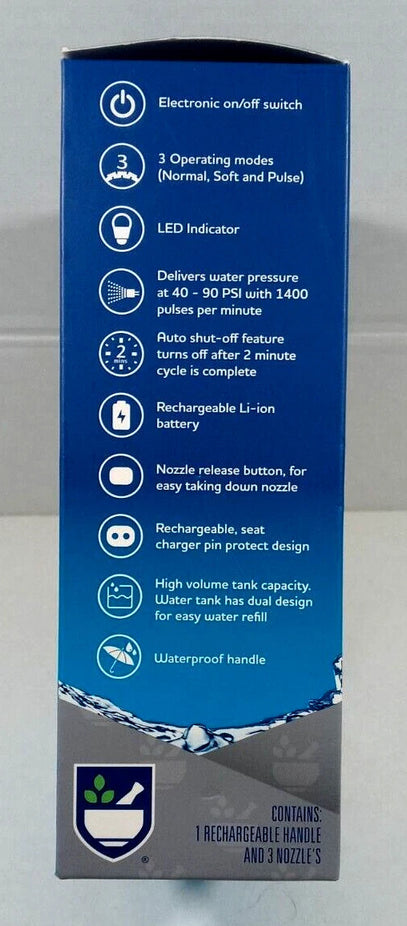 Electronic on/off switch
3
3 Operating modes
(Normal, Soft and Pulse)
LED Indicator
Delivers water pressure
at 40 - 90 PSI with 1400
pulses per minute
2
mins
Auto shut-off feature
turns off after 2 minute
cycle is complete
Rechargeable Li-ion
battery
Nozzle release button, for
easy taking down nozzle
Rechargeable, seat
charger pin protect design
High volume tank capacity.
Water tank has dual design
for easy water refill
Waterproof handle
®
CONTAINS:
1 RECHARGEABLE HANDLE
AND 3 NOZZLE'S